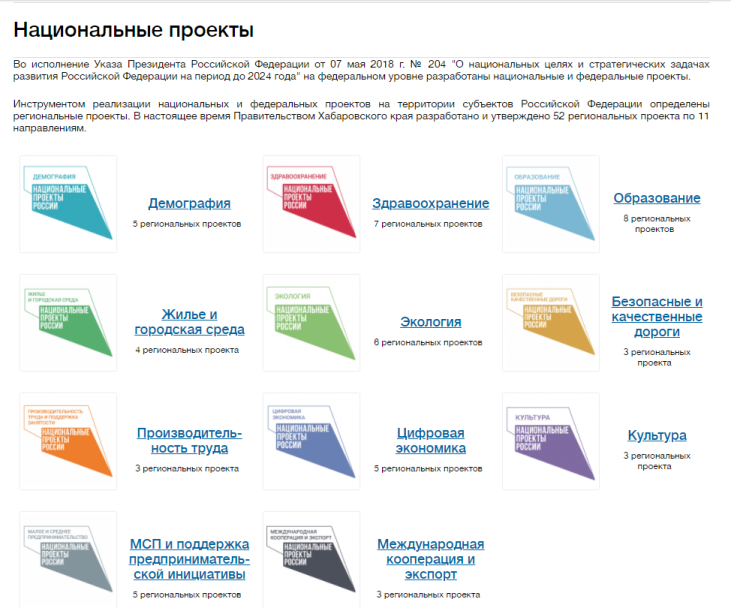 Национальные проекты
Во исполнение Указа Президента Российской Федерации от 07 мая 2018 г. № 204 "О национальных целях и стратегических задачах
развития Российской Федерации на период до 2024 года" на федеральном уровне разработаны национальные и федеральные проекты.
Инструментом реализации национальных и федеральных проектов на территории субъектов Российской Федерации определены
региональные проекты. В настоящее время Правительством Хабаровского края разработано и утверждено 52 региональных проекта по 11
направлениям.
ДЕМОГРАФИЯ
НАЦИОНАЛЬНЫЕ
ПРОЕКТЫ
РОССИИ
Демография
5 региональных проектов
ЗДРАВООХРАНЕНИЕ
НАЦИОНАЛЬНЫЕ
ПРОЕКТЫ
РОССИИ
Здравоохранение
7 региональных проектов
ОБРАЗОВАНИЕ
НАЦИОНАЛЬНЫЕ
ПРОЕКТЫ
РОССИИ
Образование
8 региональных
проектов
ЖИЛЬЕ
И ГОРОДСКАЯ СРЕДА
НАЦИОНАЛЬНЫЕ
ПРОЕКТЫ
РОССИИ
Жилье и
городская среда
4 региональных проекта
ЭКОЛОГИЯ
НАЦИОНАЛЬНЫЕ
ПРОЕКТЫ
РОССИИ
Экология
6 региональных проектов
БЕЗОПАСНЫЕ
КАЧЕСТВЕННЫЕ ДОРОГИ
НАЦИОНАЛЬНЫЕ
ПРОЕКТЫ
РОССИИ
Безопасные и
качественные
дороги
3 региональных
проекта
ПРОИЗВОДИТЕЛЬНОСТЬ
ТРУДА И ПОДДЕРЖКА
ЗАНЯТОСТИ
НАЦИОНАЛЬНЫЕ
ПРОЕКТЫ
РОССИИ
Производитель-
ность труда
3 региональных проекта
ЦИФРОВАЯ
ЭКОНОМИКА
НАЦИОНАЛЬНЫЕ
ПРОЕКТЫ
РОССИИ
Цифровая
экономика
5 региональных проектов
КУЛЬТУРА
НАЦИОНАЛЬНЫЕ
ПРОЕКТЫ
РОССИИ
Культура
3 региональных
проекта
МАЛОЕ И СРЕДНЕЕ
ПРЕДПРИНИМАТЕЛЬСТВО
НАЦИОНАЛЬНЫЕ
ПРОЕКТЫ
РОССИИ
МСП и поддержка
предприниматель-
ской инициативы
5 региональных проектов
МЕЖДУНАРОДНАЯ
КООПЕРАЦИЯ И ЭКСПОРТ
НАЦИОНАЛЬНЫЕ
ПРОЕКТЫ
РОССИИ
Международная
кооперация и
экспорт
3 региональных проекта